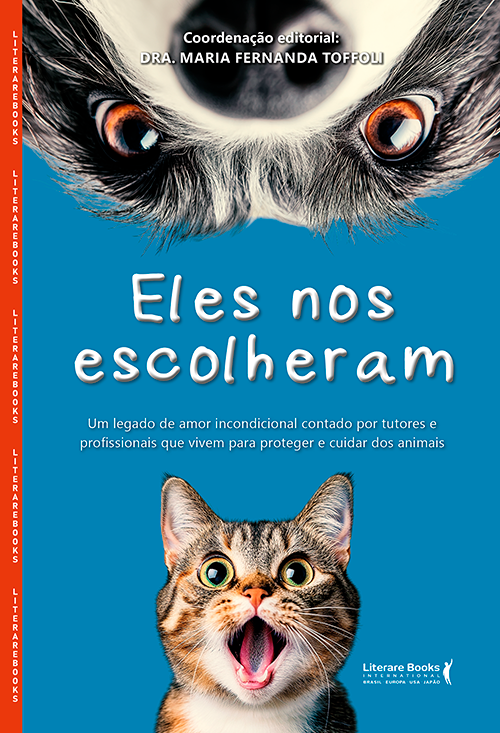 Coordenação editorial:
DRA. MARIA FERNANDA TOFFOLI
Eles nos
escolheram
Um legado de amor incondicional contado por tutores e
profissionais que vivem para proteger e cuidar dos animais
Literare Books
INTERNATIONAL
BRASIL · EUROPA · USA · JAPÃO
LITERAREBOOKS
LITERAREBOOKS
LITERAREBOOKS
LITERAREBOOKS
LITERAREBOOKS